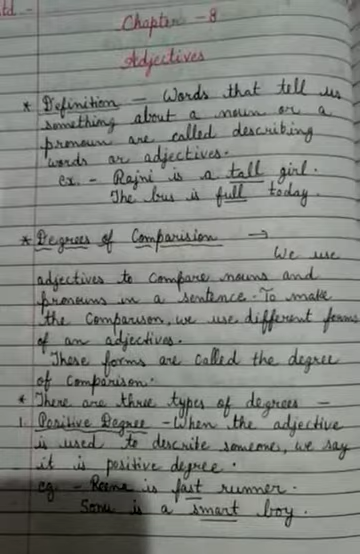 td -
Chapter - 8
Adjectives
* Definition - Words that tell us
something about a noun or a
pronoun are called describing
words or adjectives.
ex. - Rajni is a tall girl.
The bus is full today.
* Degrees of Comparision →
We use
adjectives to compare nouns and
pronouns in a sentence. To make
the comparison, we use different forms
of an adjectives.
These forms are called the degree
of comparison.
* There are three types of degrees -
1. Positive Degree - When the adjective
is used to describe someone, we say
it is positive degree.
eg. - Reema is fast runner.
Sonu is a smart boy.